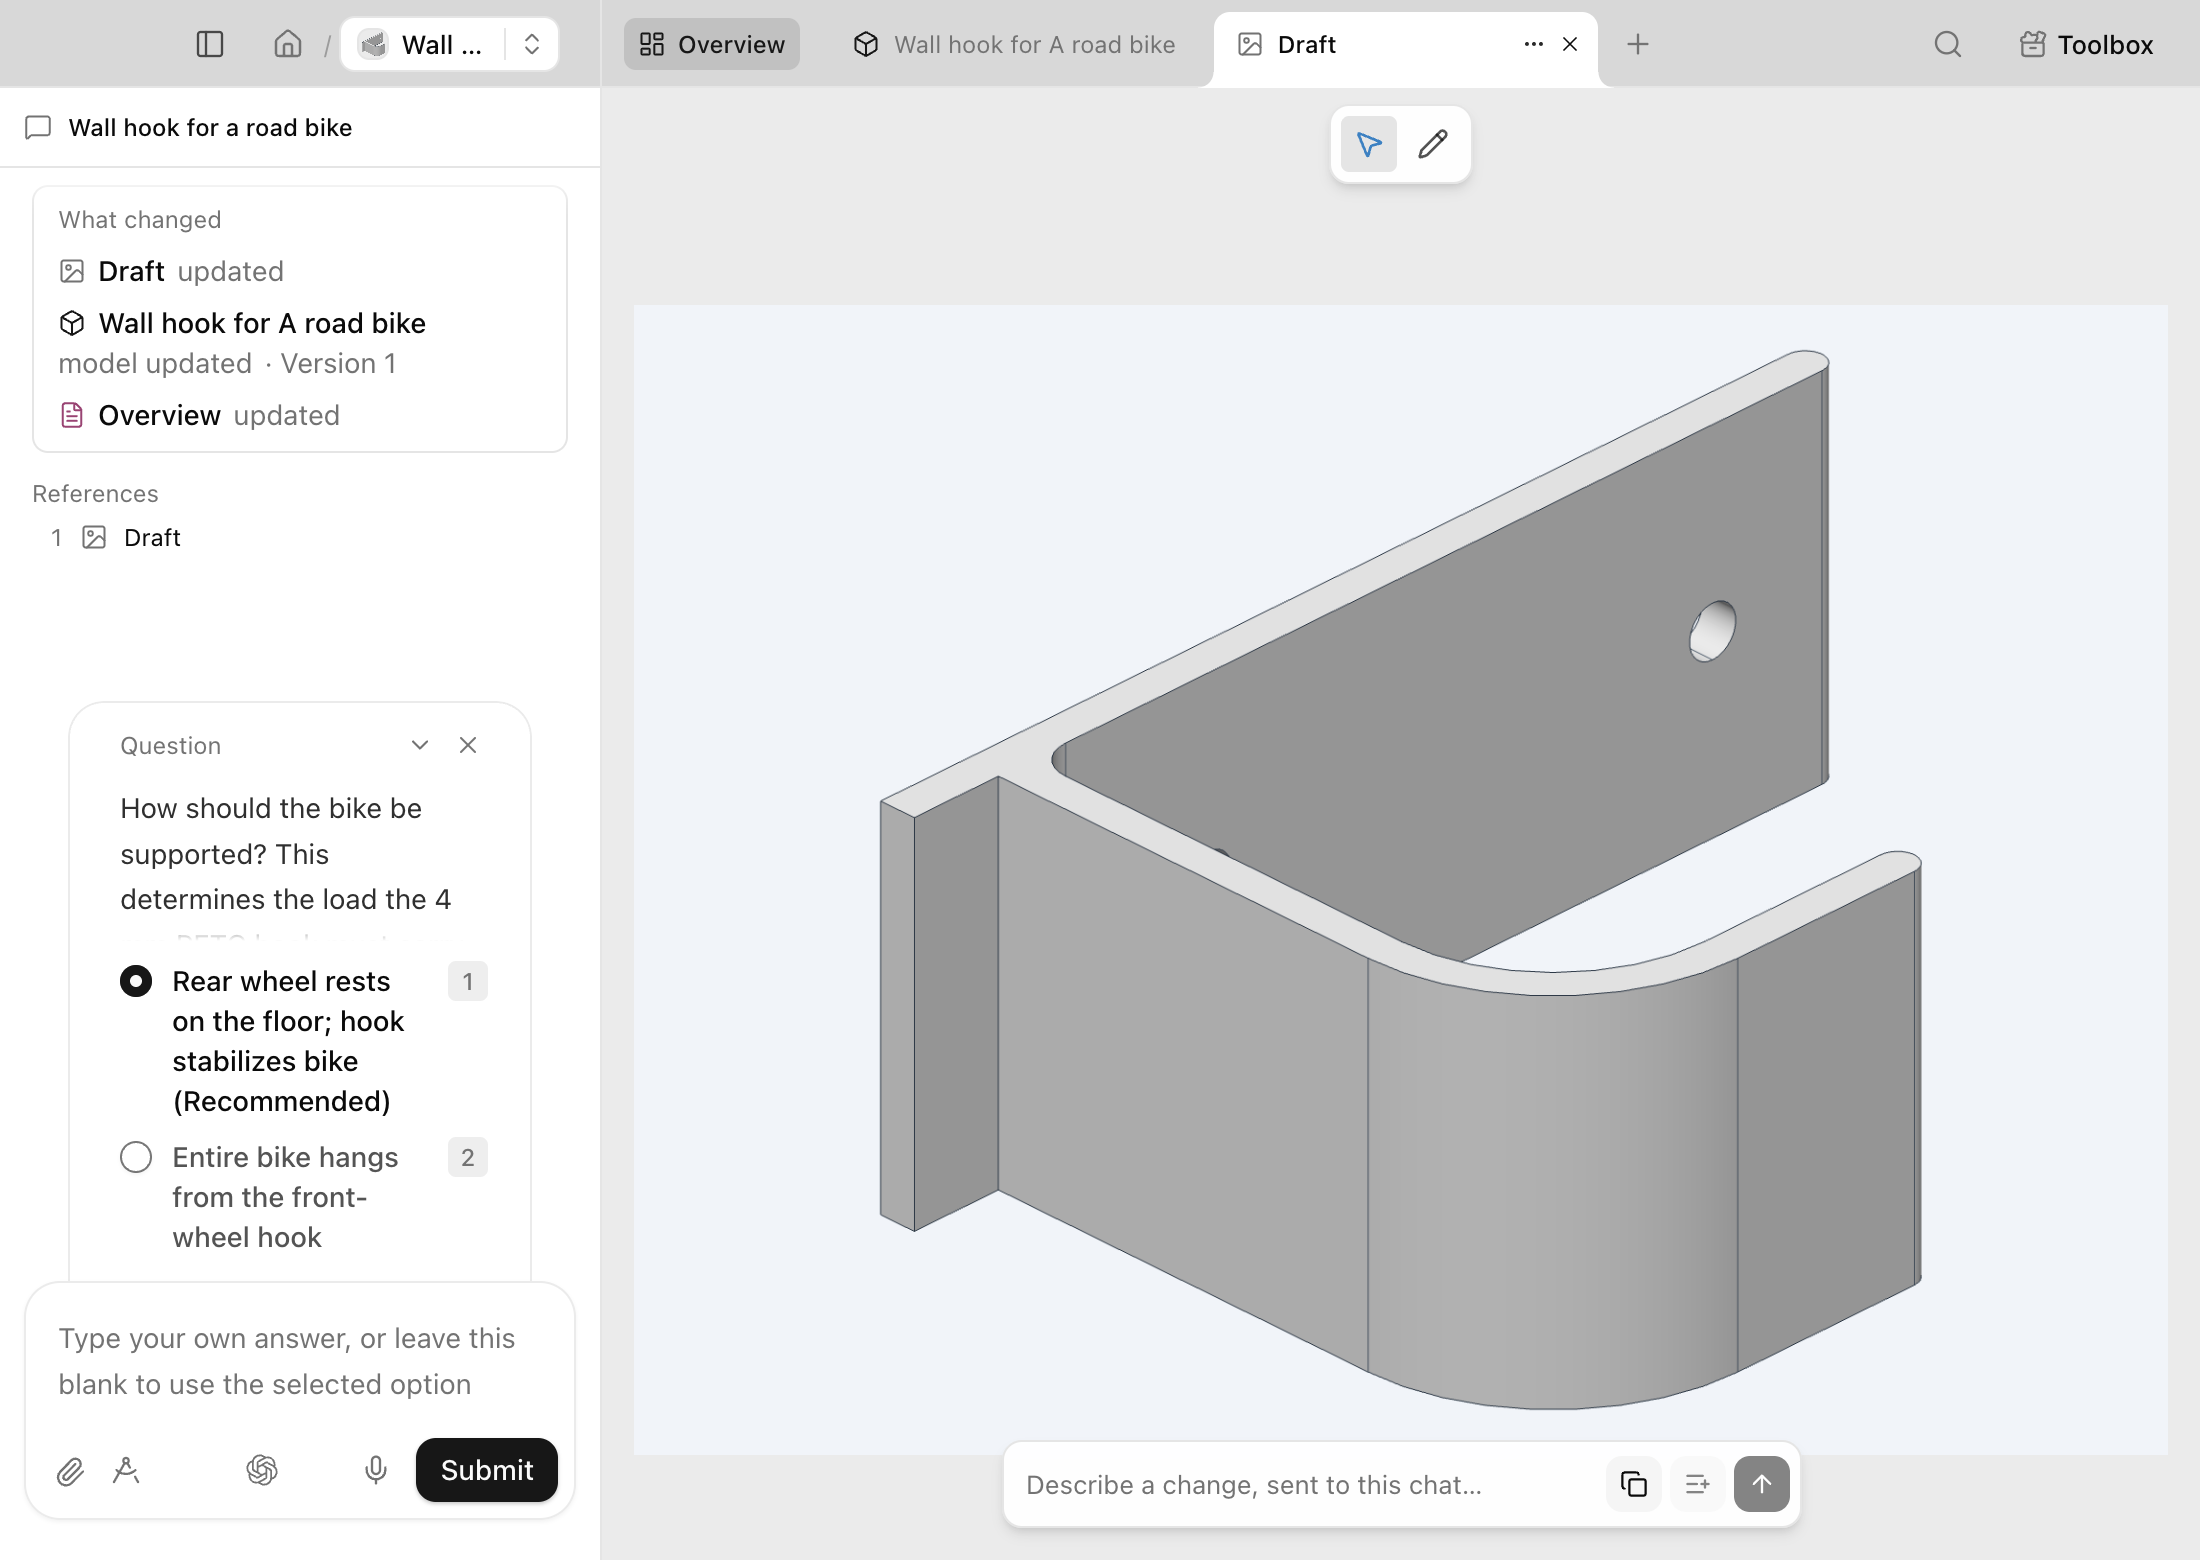 Wall ...
Overview
Wall hook for A road bike
Draft
Toolbox
Wall hook for a road bike
What changed
Draft updated
Wall hook for A road bike
model updated · Version 1
Overview updated
References
1 Draft
Question
How should the bike be
supported? This
determines the load the 4
Rear wheel rests
on the floor; hook
stabilizes bike
(Recommended)
1
Entire bike hangs
from the front-
wheel hook
2
Type your own answer, or leave this
blank to use the selected option
Submit
Describe a change, sent to this chat...